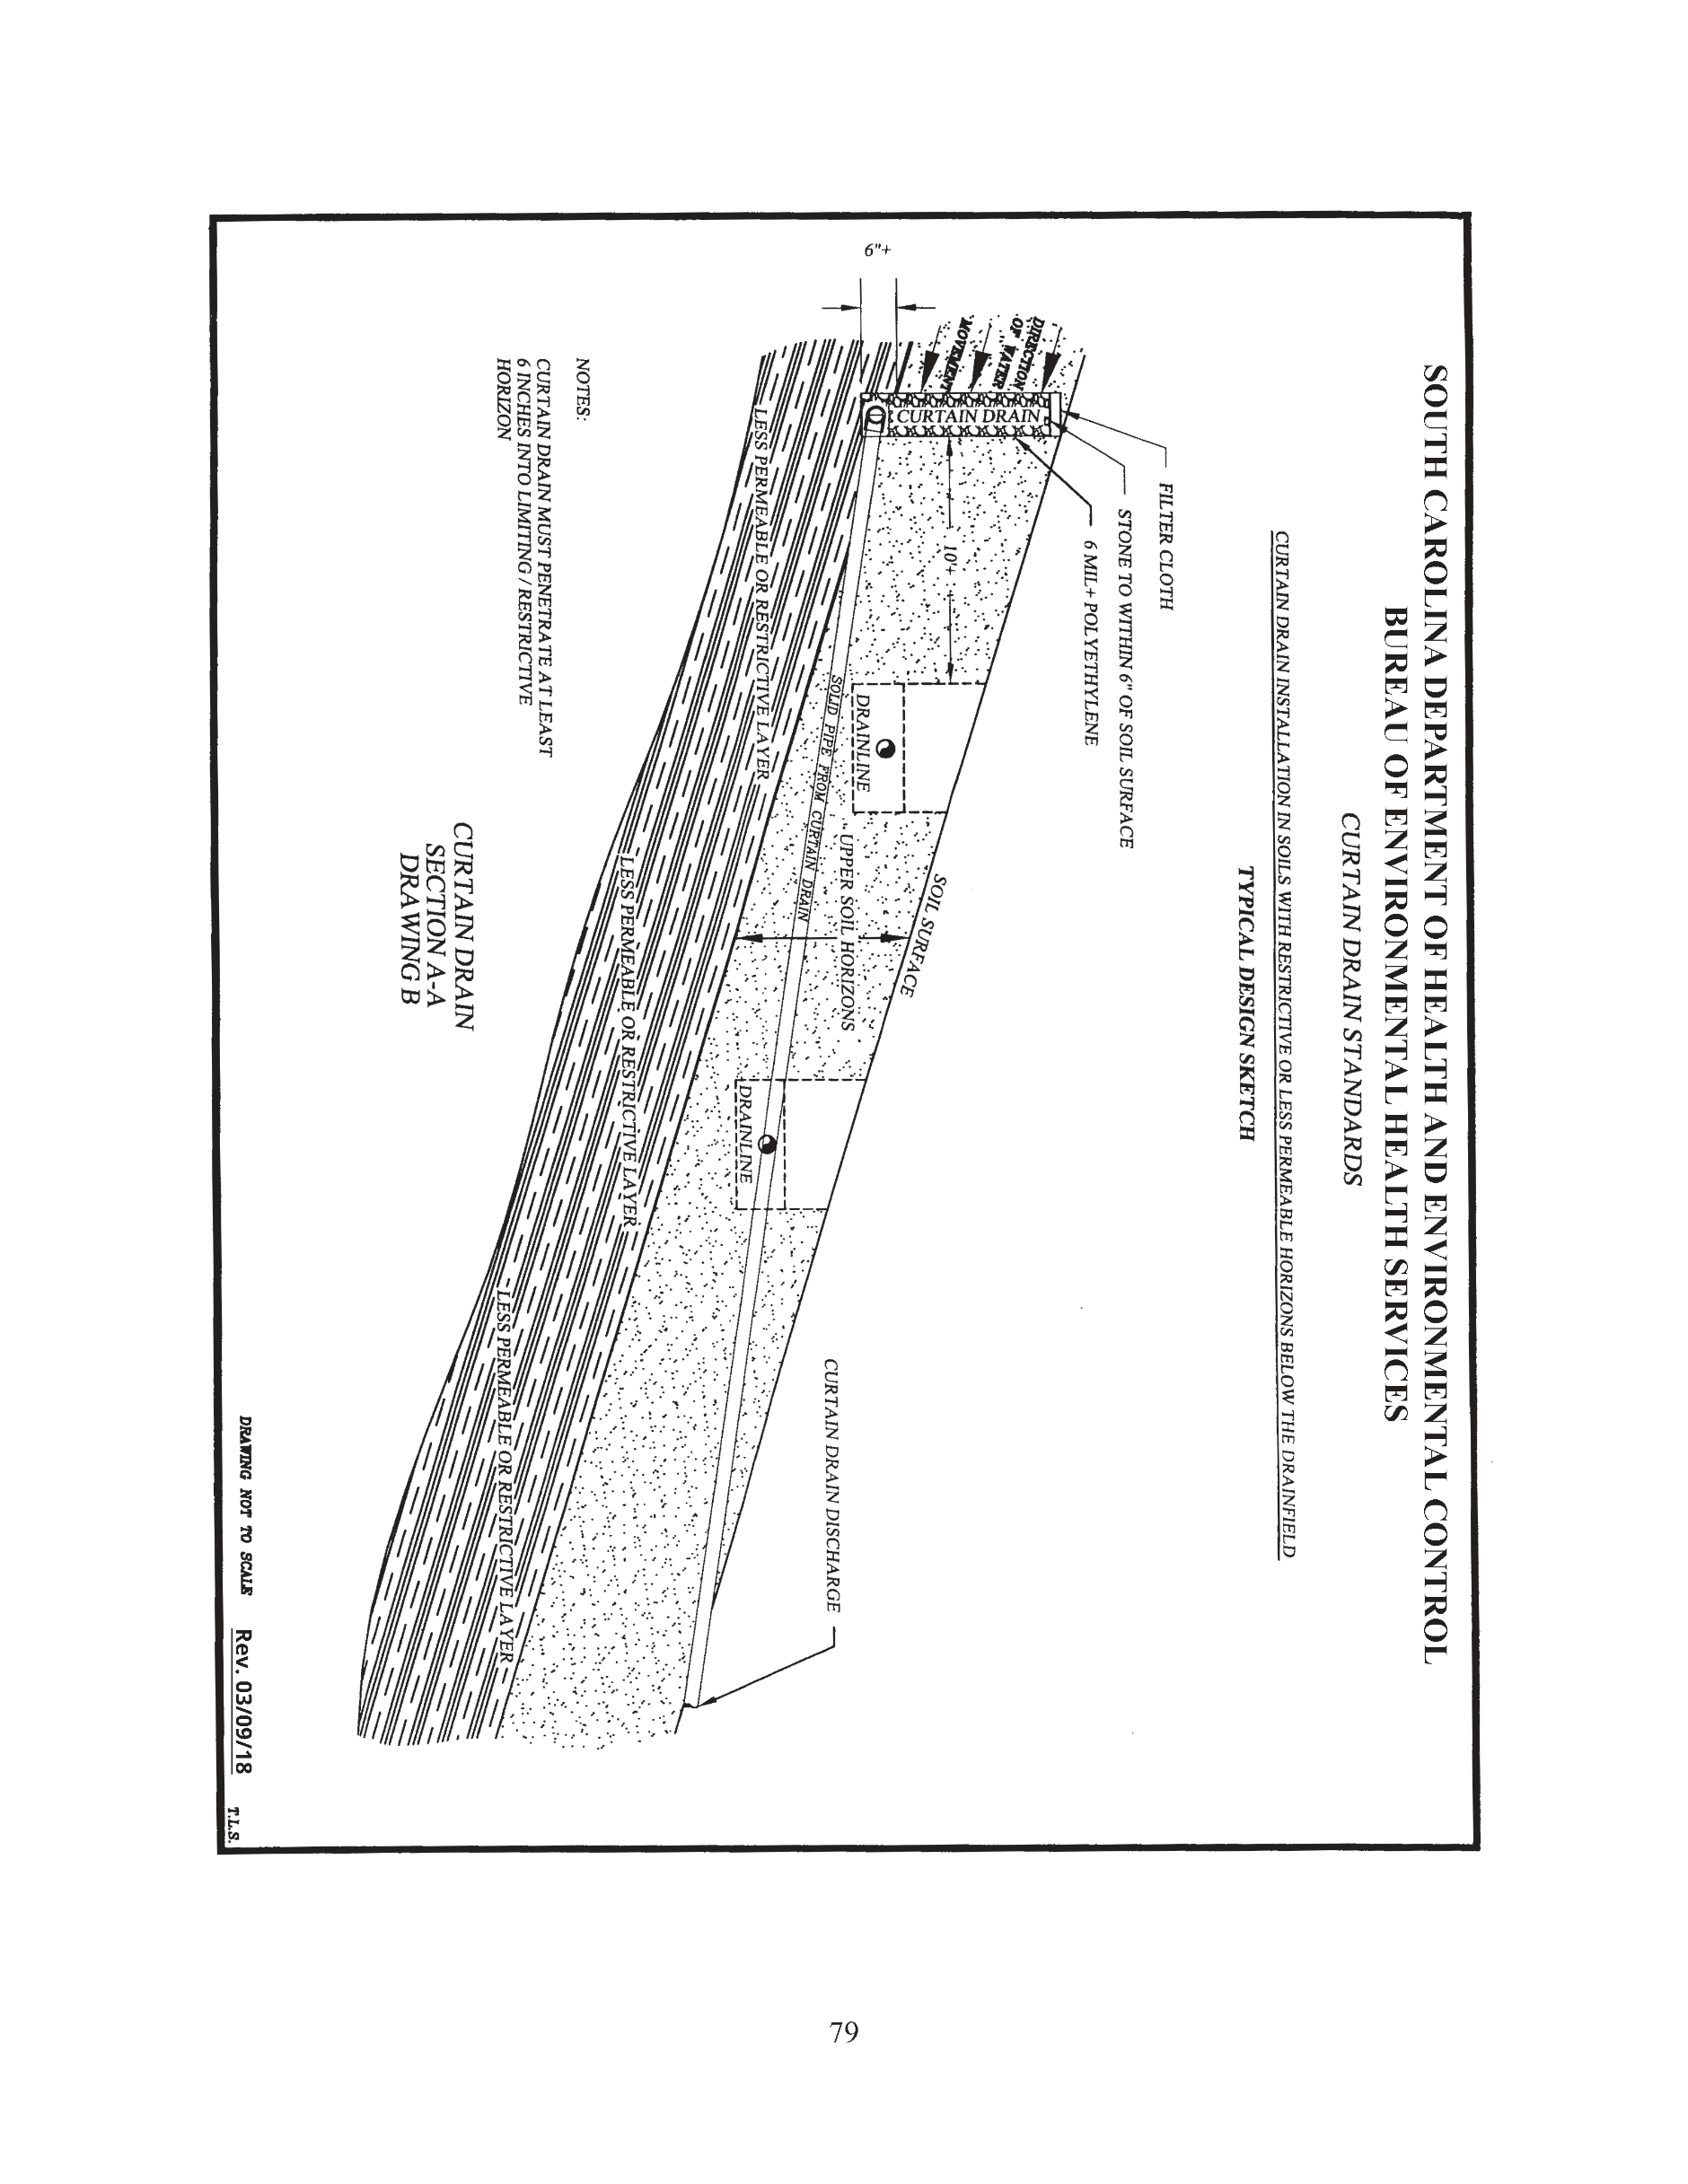 SOUTH CAROLINA DEPARTMENT OF HEALTH AND ENVIRONMENTAL CONTROL
BUREAU OF ENVIRONMENTAL HEALTH SERVICES
CURTAIN DRAIN STANDARDS
CURTAIN DRAIN INSTALLATION IN SOILS WITH RESTRICTIVE OR LESS PERMEABLE HORIZONS BELOW THE DRAINFIELD
TYPICAL DESIGN SKETCH
FILTER CLOTH
STONE TO WITHIN 6" OF SOIL SURFACE
6 MIL+ POLYETHYLENE
DIRECTION
OF WATER
MOVEMENT
CURTAIN DRAIN
6"+
10'+
SOIL SURFACE
DRAINLINE
UPPER SOIL HORIZONS
SOLID PIPE FROM CURTAIN DRAIN
DRAINLINE
CURTAIN DRAIN DISCHARGE
LESS PERMEABLE OR RESTRICTIVE LAYER
LESS PERMEABLE OR RESTRICTIVE LAYER
LESS PERMEABLE OR RESTRICTIVE LAYER
NOTES:
CURTAIN DRAIN MUST PENETRATE AT LEAST
6 INCHES INTO LIMITING / RESTRICTIVE
HORIZON
CURTAIN DRAIN
SECTION A-A
DRAWING B
DRAWING NOT TO SCALE
Rev. 03/09/18
T.L.S.
79